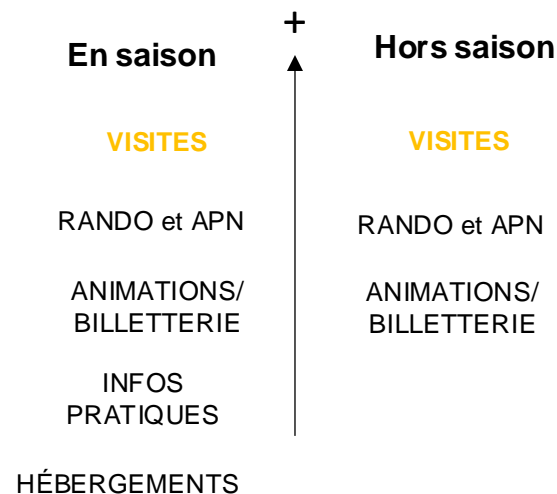 +
En saison
Hors saison
VISITES
VISITES
RANDO et APN
RANDO et APN
ANIMATIONS/
BILLETTERIE
ANIMATIONS/
BILLETTERIE
INFOS
PRATIQUES
HÉBERGEMENTS